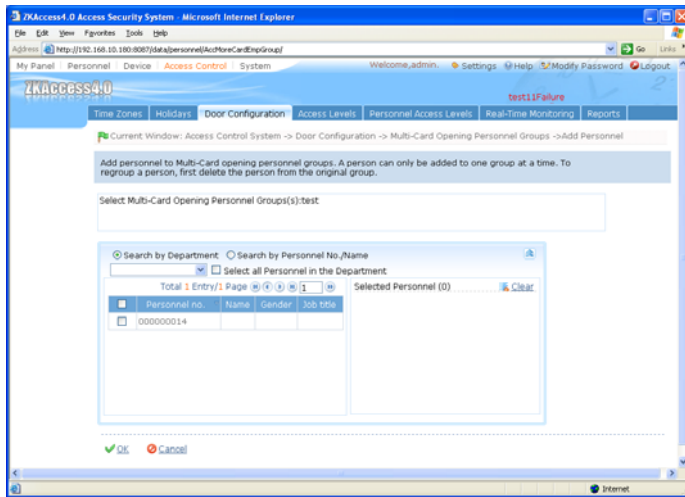 ZKAccess4.0 Access Security System - Microsoft Internet Explorer
File Edit View Favorites Tools Help
Address http://192.168.10.180:8087/data/personnel/AccMoreCardEmpGroup/ Go Links
My Panel Personnel Device Access Control System Welcome,admin. Settings Help Modify Password Logout
ZKAccess4.0
test11Failure
Time Zones Holidays Door Configuration Access Levels Personnel Access Levels Real-Time Monitoring Reports
Current Window: Access Control System -> Door Configuration -> Multi-Card Opening Personnel Groups ->Add Personnel
Add personnel to Multi-Card opening personnel groups. A person can only be added to one group at a time. To
regroup a person, first delete the person from the original
group.
Select Multi-Card Opening Personnel Groups(s):test
Search by Department Search by Personnel No./Name
Select all Personnel in the Department
Total 1 Entry/1 Page 1 Selected Personnel (0) Clear
Personnel no. Name Gender Job title
000000014
OK Cancel
Internet